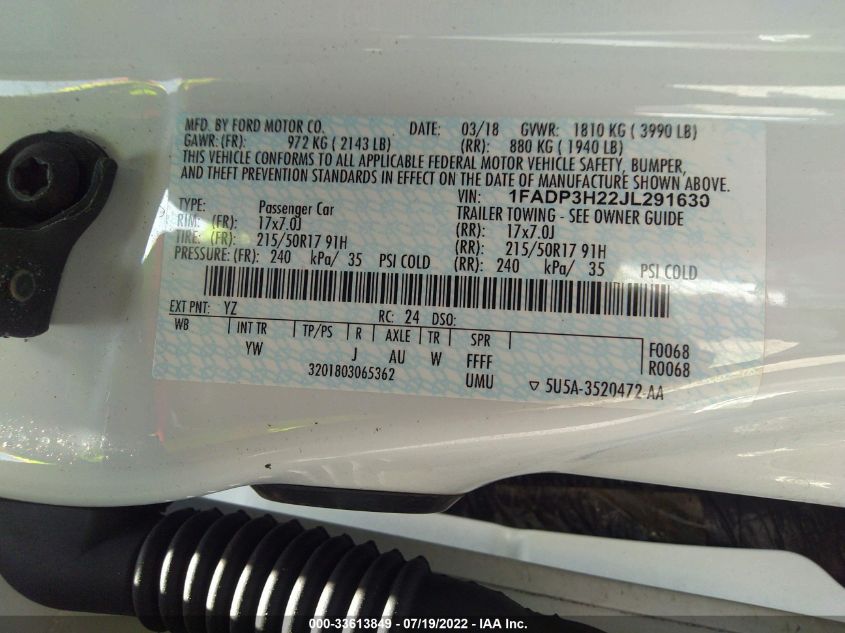 MFD. BY FORD MOTOR CO. DATE: 03/18 GVWR: 1810 KG ( 3990 LB)
GAWR:(FR): 972 KG ( 2143 LB) (RR): 880 KG ( 1940 LB)
THIS VEHICLE CONFORMS TO ALL APPLICABLE FEDERAL MOTOR VEHICLE SAFETY, BUMPER,
AND THEFT PREVENTION STANDARDS IN EFFECT ON THE DATE OF MANUFACTURE SHOWN ABOVE.
VIN: 1FADP3H22JL291630
TYPE: Passenger Car TRAILER TOWING - SEE OWNER GUIDE
RIM: (FR): 17x7.0J (RR): 17x7.0J
TIRE: (FR): 215/50R17 91H (RR): 215/50R17 91H
PRESSURE:(FR): 240 kPa/ 35 PSI COLD (RR): 240 kPa/ 35 PSI COLD
EXT PNT: YZ RC: 24 DSO:
WB INT TR TP/PS R AXLE TR SPR F0068
YW J AU W FFFF R0068
3201803065362 UMU 5U5A-3520472-AA
000-33613849 - 07/19/2022 - IAA Inc.